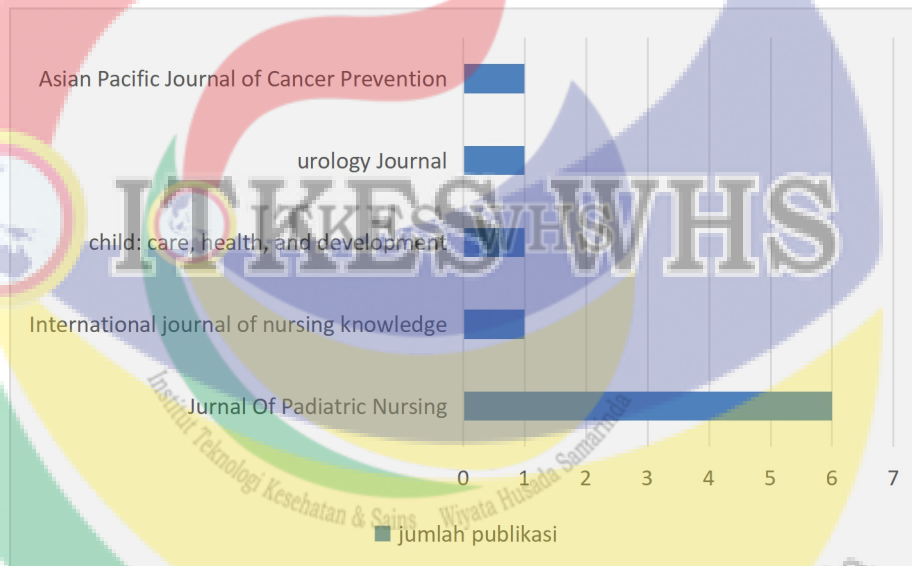 Asian Pacific Journal of Cancer Prevention
urology Journal
ITKES WHS
ITKES WHS
child: care, health, and development
International journal of nursing knowledge
Jurnal Of Padiatric Nursing
0 1 2 3 4 5 6 7
Institut Teknologi Kesehatan & Sains Wiyata Husada Samarinda
jumlah publikasi